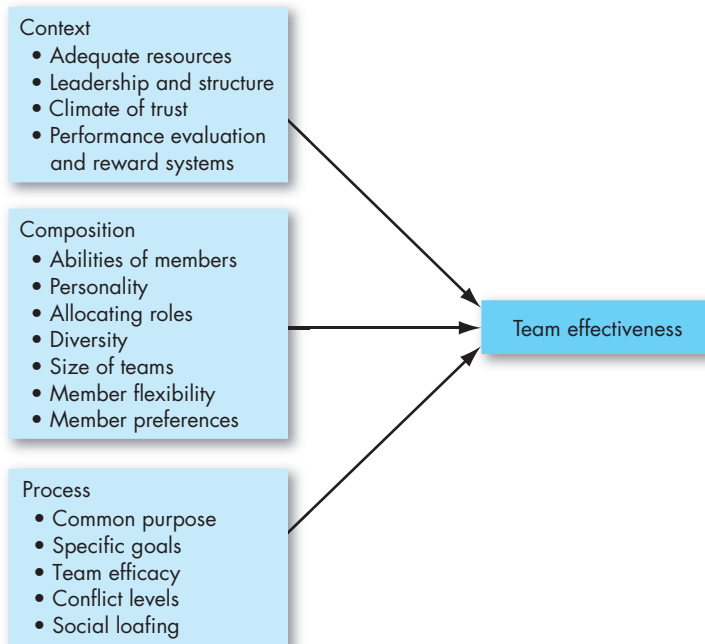 Context
• Adequate resources
• Leadership and structure
• Climate of trust
• Performance evaluation
and reward systems
Composition
• Abilities of members
• Personality
• Allocating roles
• Diversity
• Size of teams
• Member flexibility
• Member preferences
Team effectiveness
Process
• Common purpose
• Specific goals
• Team efficacy
• Conflict levels
• Social loafing